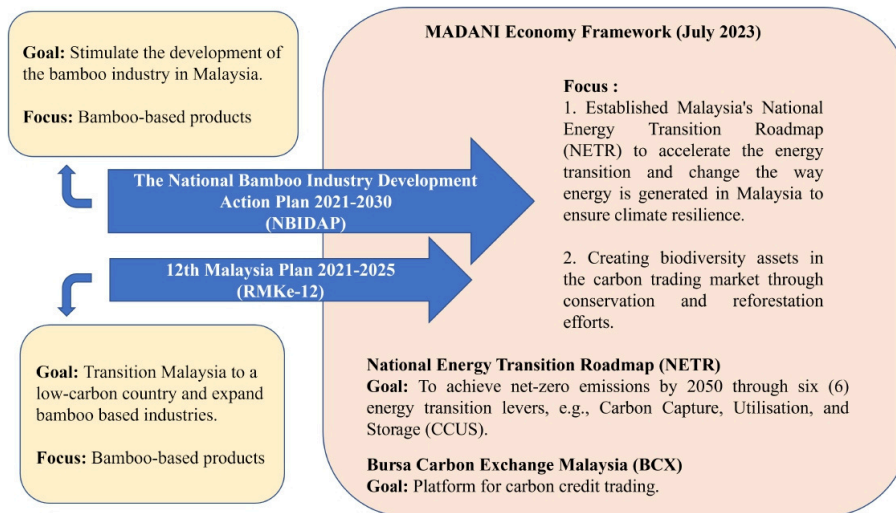 Goal: Stimulate the development of
the bamboo industry in Malaysia.
Focus: Bamboo-based products
The National Bamboo Industry Development
Action Plan 2021-2030
(NBIDAP)
12th Malaysia Plan 2021-2025
(RMKe-12)
Goal: Transition Malaysia to a
low-carbon country and expand
bamboo based industries.
Focus: Bamboo-based products
MADANI Economy Framework (July 2023)
Focus :
1. Established Malaysia's National
Energy Transition Roadmap
(NETR) to accelerate the energy
transition and change the way
energy is generated in Malaysia to
ensure climate resilience.
2. Creating biodiversity assets in
the carbon trading market through
conservation and reforestation
efforts.
National Energy Transition Roadmap (NETR)
Goal: To achieve net-zero emissions by 2050 through six (6)
energy transition levers, e.g., Carbon Capture, Utilisation, and
Storage (CCUS).
Bursa Carbon Exchange Malaysia (BCX)
Goal: Platform for carbon credit trading.